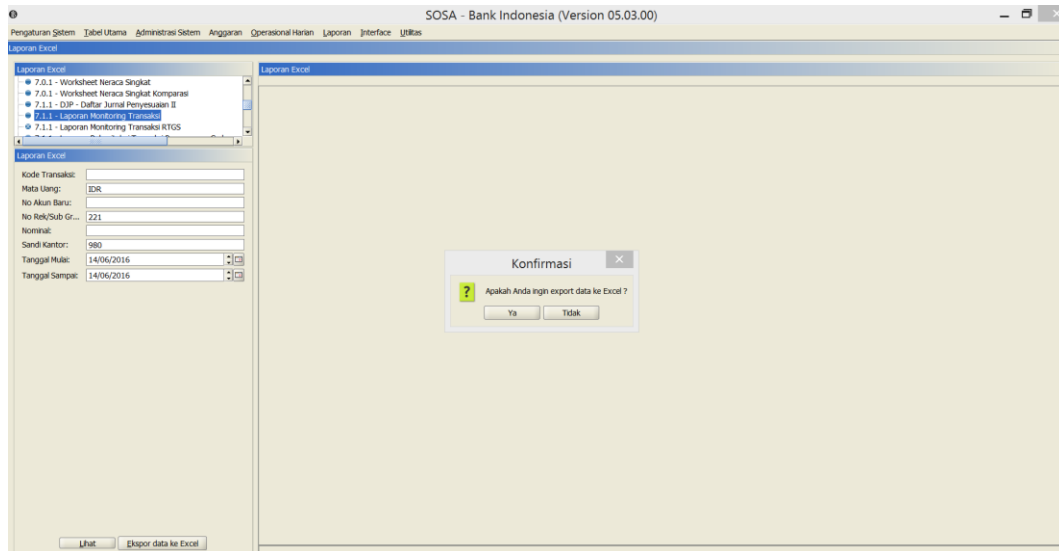 SOSA - Bank Indonesia (Version 05.03.00)
Pengaturan Sistem Tabel Utama Administrasi Sistem Anggaran Operasional Harian Laporan Interface Utilitas
Laporan Excel
Laporan Excel
7.0.1 - Worksheet Neraca Singkat
7.0.1 - Worksheet Neraca Singkat Komparasi
7.1.1 - DJP - Daftar Jurnal Penyesuaian II
7.1.1 - Laporan Monitoring Transaksi
7.1.1 - Laporan Monitoring Transaksi RTGS
Laporan Excel
Kode Transaksi:
Mata Uang: IDR
No Akun Baru:
No Rek/Sub Gr... 221
Nominal:
Sandi Kantor: 980
Tanggal Mulai: 14/06/2016
Tanggal Sampai: 14/06/2016
Lihat Ekspor data ke Excel
Laporan Excel
Konfirmasi
? Apakah Anda ingin export data ke Excel ?
Ya Tidak